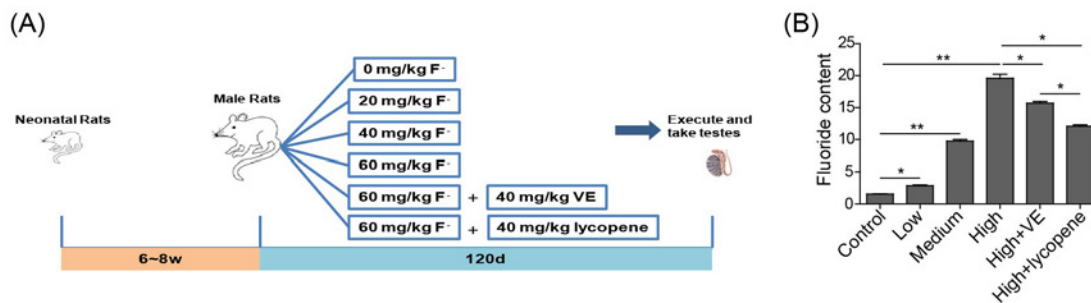 (A)
Neonatal Rats
Male Rats
0 mg/kg F-
20 mg/kg F-
40 mg/kg F-
60 mg/kg F-
60 mg/kg F- + 40 mg/kg VE
60 mg/kg F- + 40 mg/kg lycopene
Execute and
take testes
6~8w
120d
(B)
Fluoride content
25
20
15
10
5
0
*
**
*
**
*
*
Control
Low
Medium
High
High+VE
High+lycopene